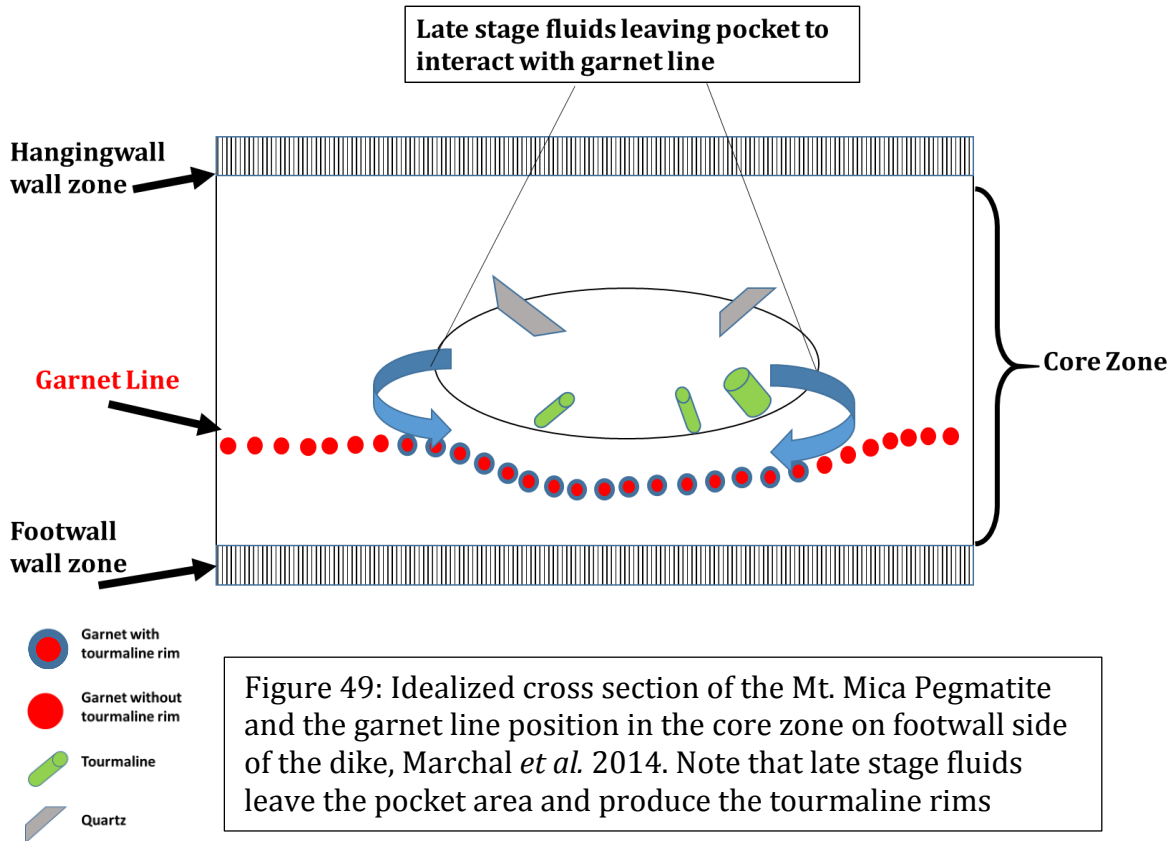 Late stage fluids leaving pocket to
interact with garnet line
Hangingwall
wall zone
Core Zone
Garnet Line
Footwall
wall zone
Garnet with
tourmaline rim
Garnet without
tourmaline rim
Tourmaline
Quartz
Figure 49: Idealized cross section of the Mt. Mica Pegmatite
and the garnet line position in the core zone on footwall side
of the dike, Marchal et al. 2014. Note that late stage fluids
leave the pocket area and produce the tourmaline rims